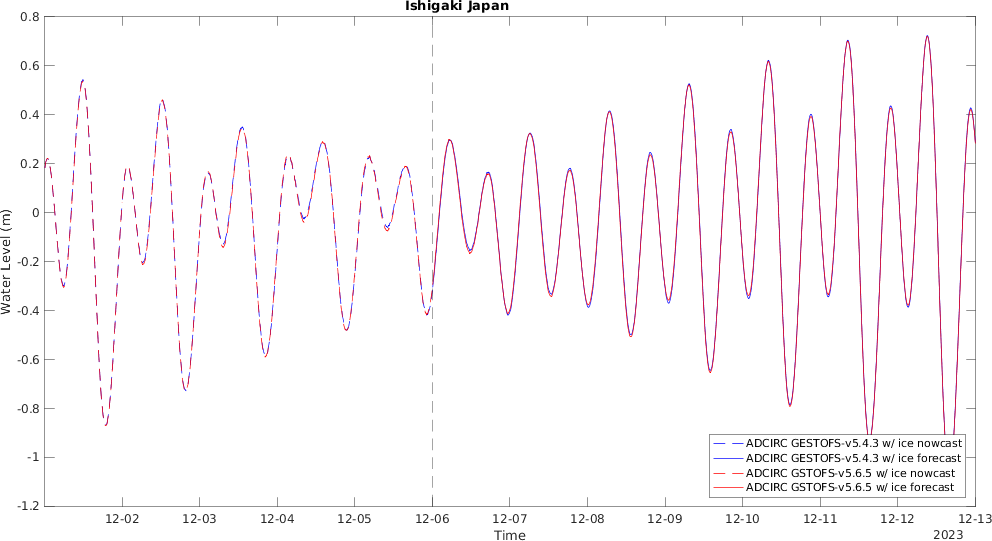 Ishigaki Japan
0.8
0.6
0.4
0.2
0
-0.2
-0.4
-0.6
-0.8
-1
-1.2
Water Level (m)
12-02 12-03 12-04 12-05 12-06 12-07 12-08 12-09 12-10 12-11 12-12 12-13
Time
2023
ADCIRC GESTOFS-v5.4.3 w/ ice nowcast
ADCIRC GESTOFS-v5.4.3 w/ ice forecast
ADCIRC GSTOFS-v5.6.5 w/ ice nowcast
ADCIRC GSTOFS-v5.6.5 w/ ice forecast